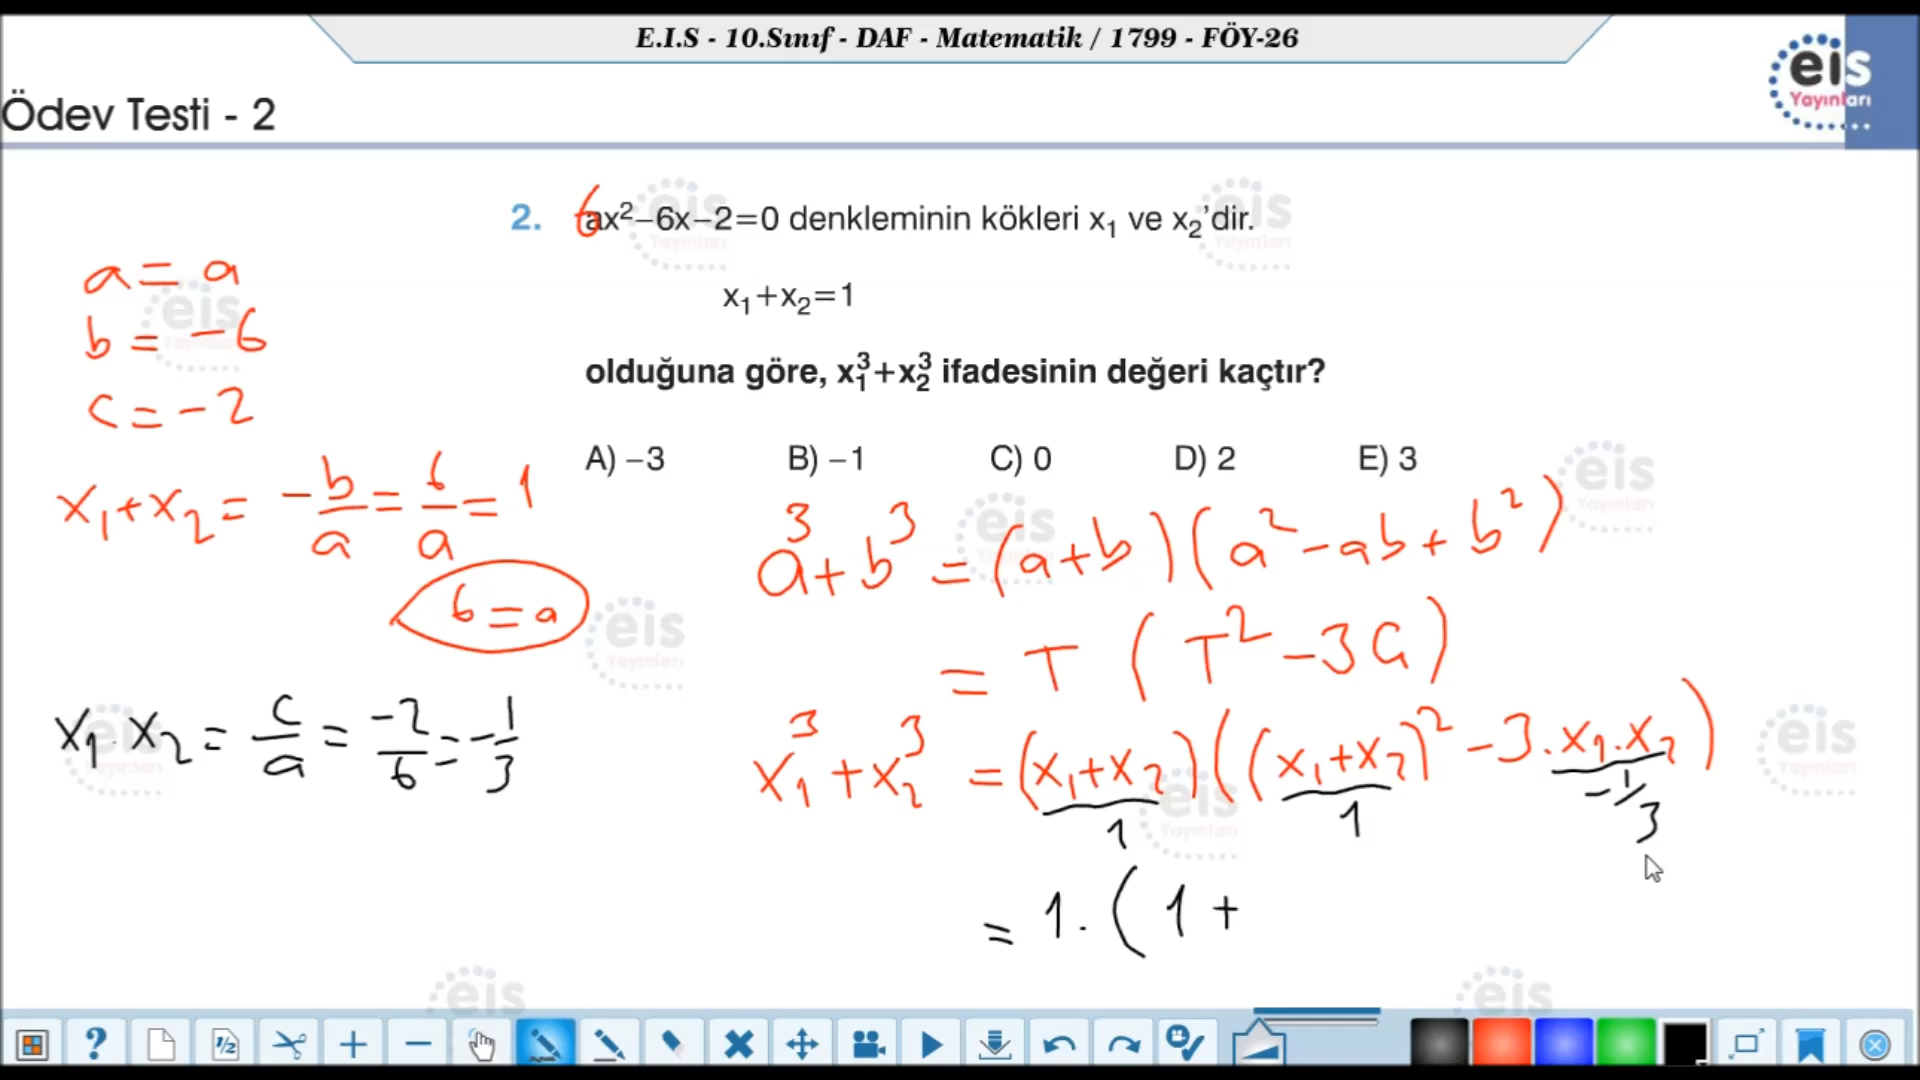 E.I.S - 10.Sınıf - DAF - Matematik / 1799 - FÖY-26
eis
Yayınları
Ödev Testi - 2
2. ax²−6x−2=0 denkleminin kökleri x₁ ve x₂'dir.
6
x₁+x₂=1
olduğuna göre, x₁³+x₂³ ifadesinin değeri kaçtır?
A) −3 B) −1 C) 0 D) 2 E) 3
a = a
b = −6
c = −2
x₁+x₂ = −b/a = 6/a = 1
6 = a
x₁.x₂ = c/a = −2/6 = −1/3
a³+b³ = (a+b)(a²−ab+b²)
= T (T²−3Ç)
x₁³+x₂³ = (x₁+x₂)((x₁+x₂)²−3.x₁.x₂)
1 1 −1/3
= 1.(1+